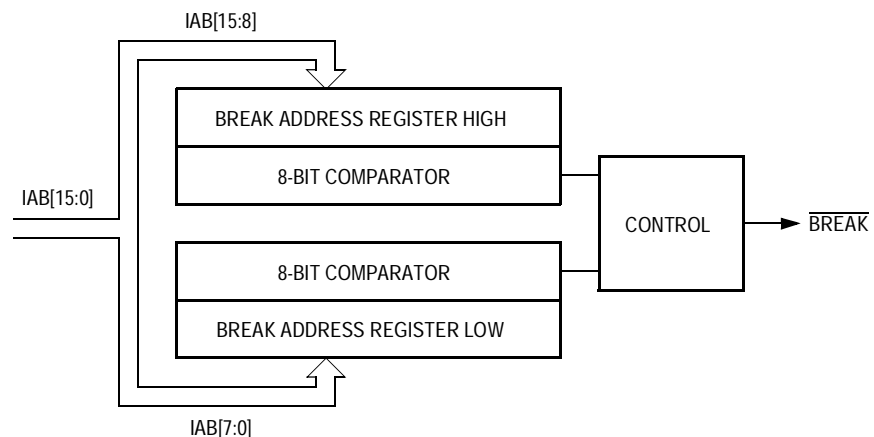 IAB[15:8]
BREAK ADDRESS REGISTER HIGH
8-BIT COMPARATOR
IAB[15:0]
CONTROL
BREAK
8-BIT COMPARATOR
BREAK ADDRESS REGISTER LOW
IAB[7:0]